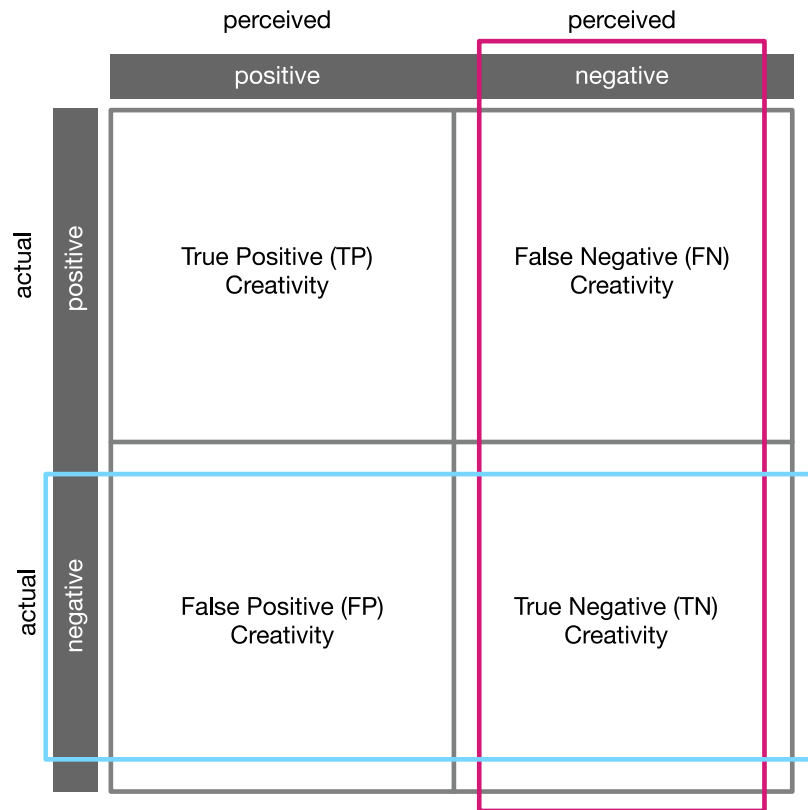 perceived
perceived
positive
negative
actual
positive
True Positive (TP)
Creativity
False Negative (FN)
Creativity
actual
negative
False Positive (FP)
Creativity
True Negative (TN)
Creativity